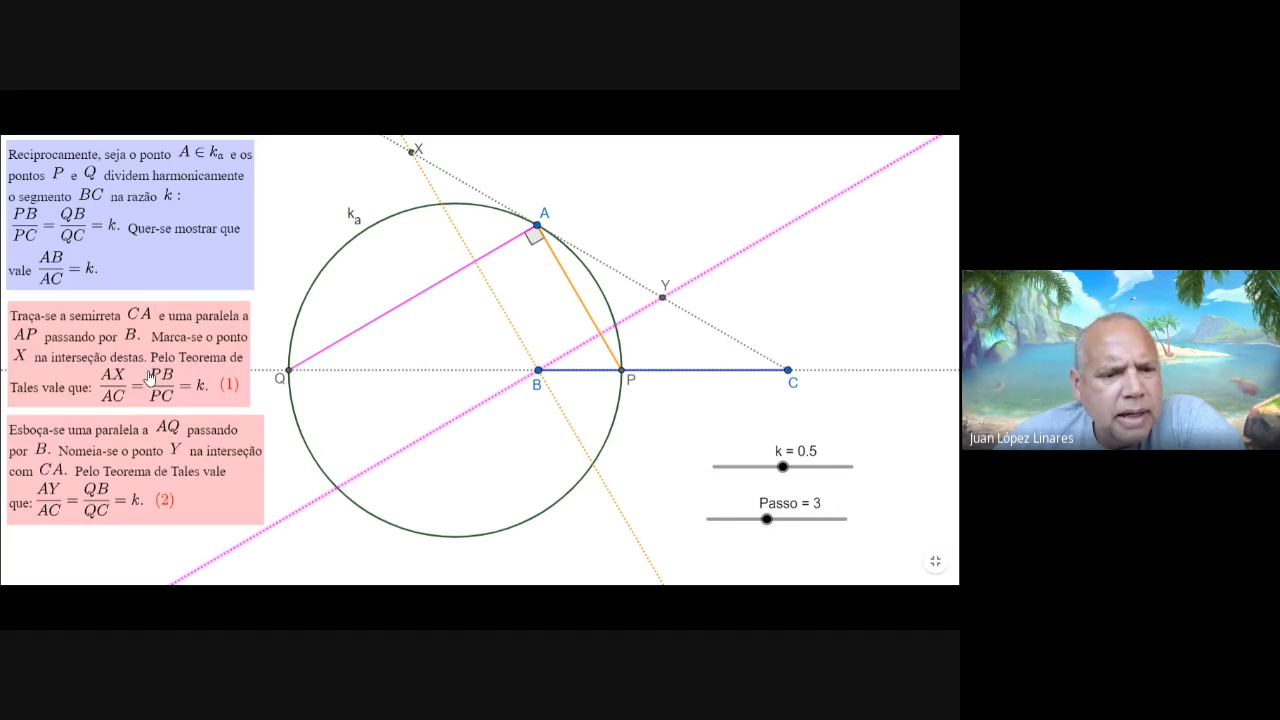 Reciprocamente, seja o ponto A ∈ kₐ e os
pontos P e Q dividem harmonicamente
o segmento BC na razão k :
PB/PC = QB/QC = k. Quer-se mostrar que
vale AB/AC = k.
Traça-se a semirreta CA e uma paralela a
AP passando por B. Marca-se o ponto
X na interseção destas. Pelo Teorema de
Tales vale que: AX/AC = PB/PC = k. (1)
Esboça-se uma paralela a AQ passando
por B. Nomeia-se o ponto Y na interseção
com CA. Pelo Teorema de Tales vale
que: AY/AC = QB/QC = k. (2)
X
kₐ
A
Y
Q
B
P
C
k = 0.5
Passo = 3
Juan López Linares